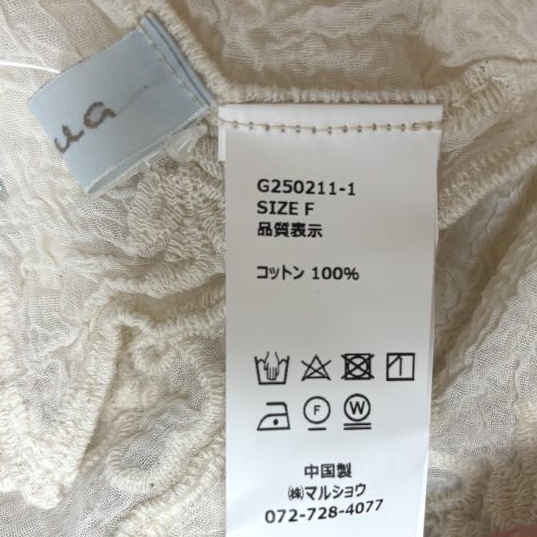 ua
G250211-1
SIZE F
品質表示
コットン 100%
F
W
中国製
㈱マルショウ
072-728-4077